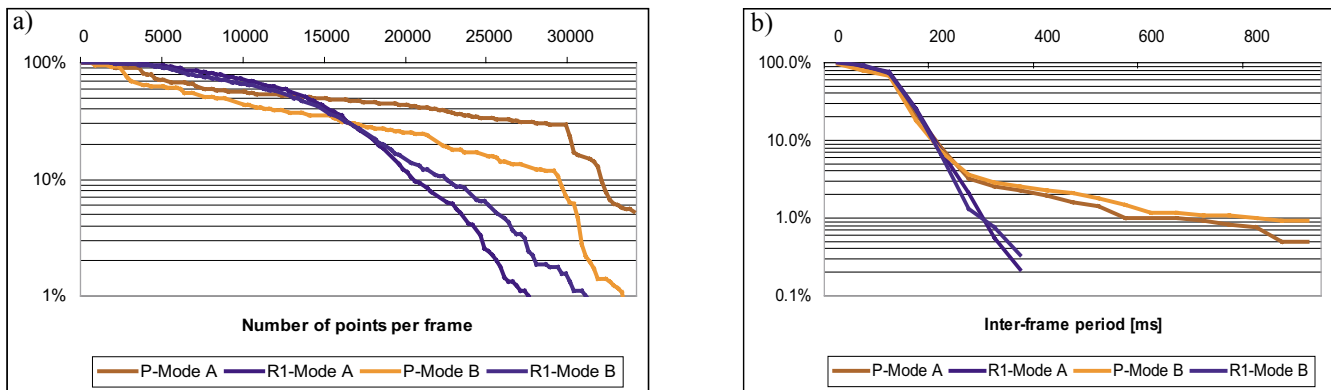 a)
0 5000 10000 15000 20000 25000 30000
100%
10%
1%
Number of points per frame
P-Mode A R1-Mode A P-Mode B R1-Mode B
b)
0 200 400 600 800
100.0%
10.0%
1.0%
0.1%
Inter-frame period [ms]
P-Mode A R1-Mode A P-Mode B R1-Mode B